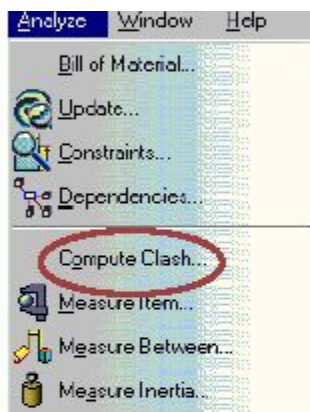 Analyze Window Help
Bill of Material...
Update...
Constraints...
Dependencies...
Compute Clash...
Measure Item...
Measure Between...
Measure Inertia...